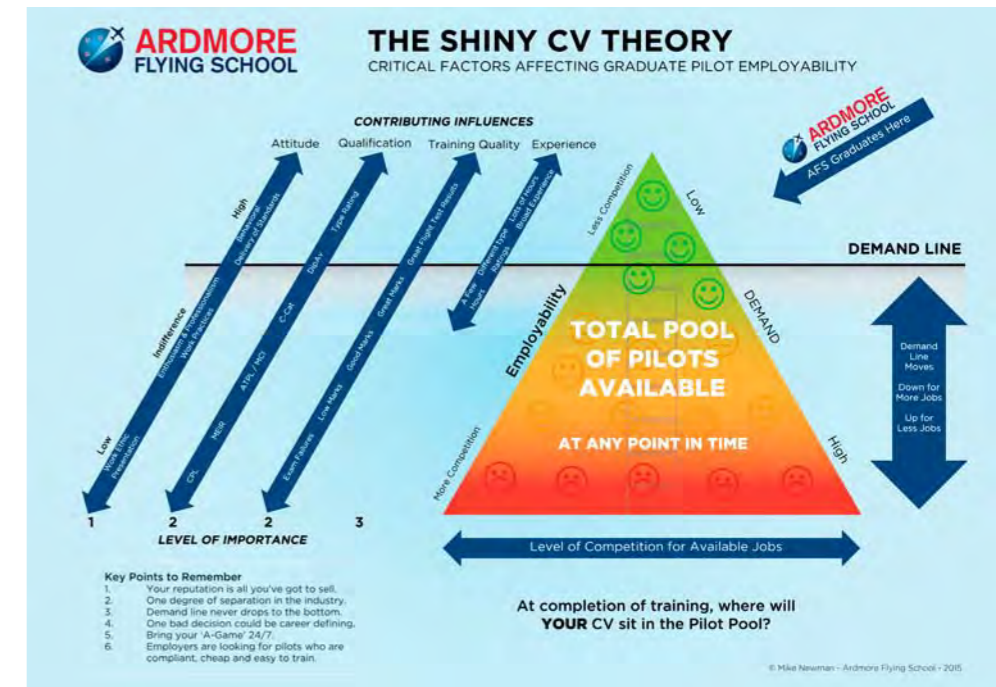 ARDMORE
FLYING SCHOOL
THE SHINY CV THEORY
CRITICAL FACTORS AFFECTING GRADUATE PILOT EMPLOYABILITY
CONTRIBUTING INFLUENCES
Attitude
Qualification
Training Quality
Experience
High
Behavioral
Delivery of Standards
Indifference
Enthusiasm & Professionalism
Work Practices
Low
Work Ethic
Presentation
Type Rating
DipAv
C-Cat
ATPL / MCI
MEIR
CPL
Great Flight Test Results
Great Marks
Good Marks
Low Marks
Exam Failures
Lots of Hours
Broad Experience
Different type
Ratings
A Few
Hours
1
2
2
3
LEVEL OF IMPORTANCE
Less Competition
Low
Employability
DEMAND
More Competition
High
TOTAL POOL
OF PILOTS
AVAILABLE
AT ANY POINT IN TIME
ARDMORE
FLYING SCHOOL
AFS Graduates Here
DEMAND LINE
Demand
Line
Moves
Down for
More Jobs
Up for
Less Jobs
Level of Competition for Available Jobs
Key Points to Remember
1. Your reputation is all you've got to sell.
2. One degree of separation in the industry.
3. Demand line never drops to the bottom.
4. One bad decision could be career defining.
5. Bring your 'A-Game' 24/7.
6. Employers are looking for pilots who are
compliant, cheap and easy to train.
At completion of training, where will
YOUR CV sit in the Pilot Pool?
© Mike Newman - Ardmore Flying School - 2015